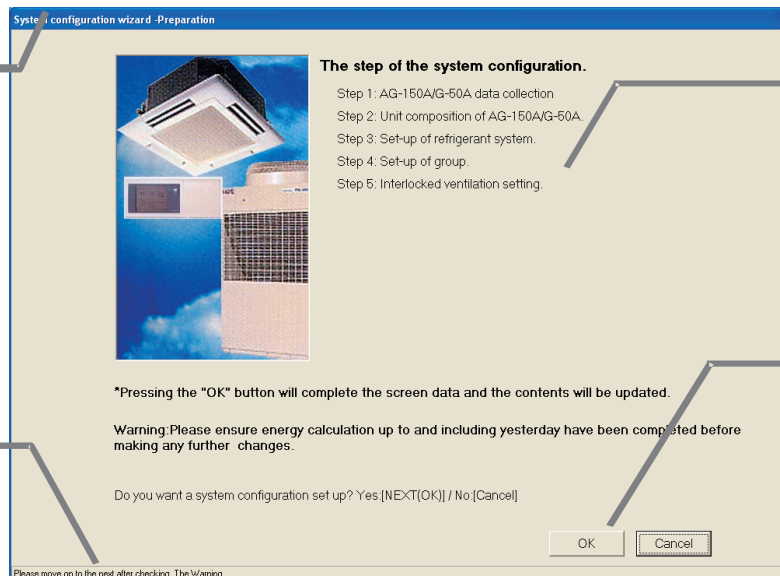 System configuration wizard -Preparation
The step of the system configuration.
Step 1: AG-150A/G-50A data collection
Step 2: Unit composition of AG-150A/G-50A.
Step 3: Set-up of refrigerant system.
Step 4: Set-up of group.
Step 5: Interlocked ventilation setting.
*Pressing the "OK" button will complete the screen data and the contents will be updated.
Warning:Please ensure energy calculation up to and including yesterday have been completed before
making any further changes.
Do you want a system configuration set up? Yes:[NEXT(OK)] / No:[Cancel]
OK
Cancel
Please move on to the next after checking. The Warning